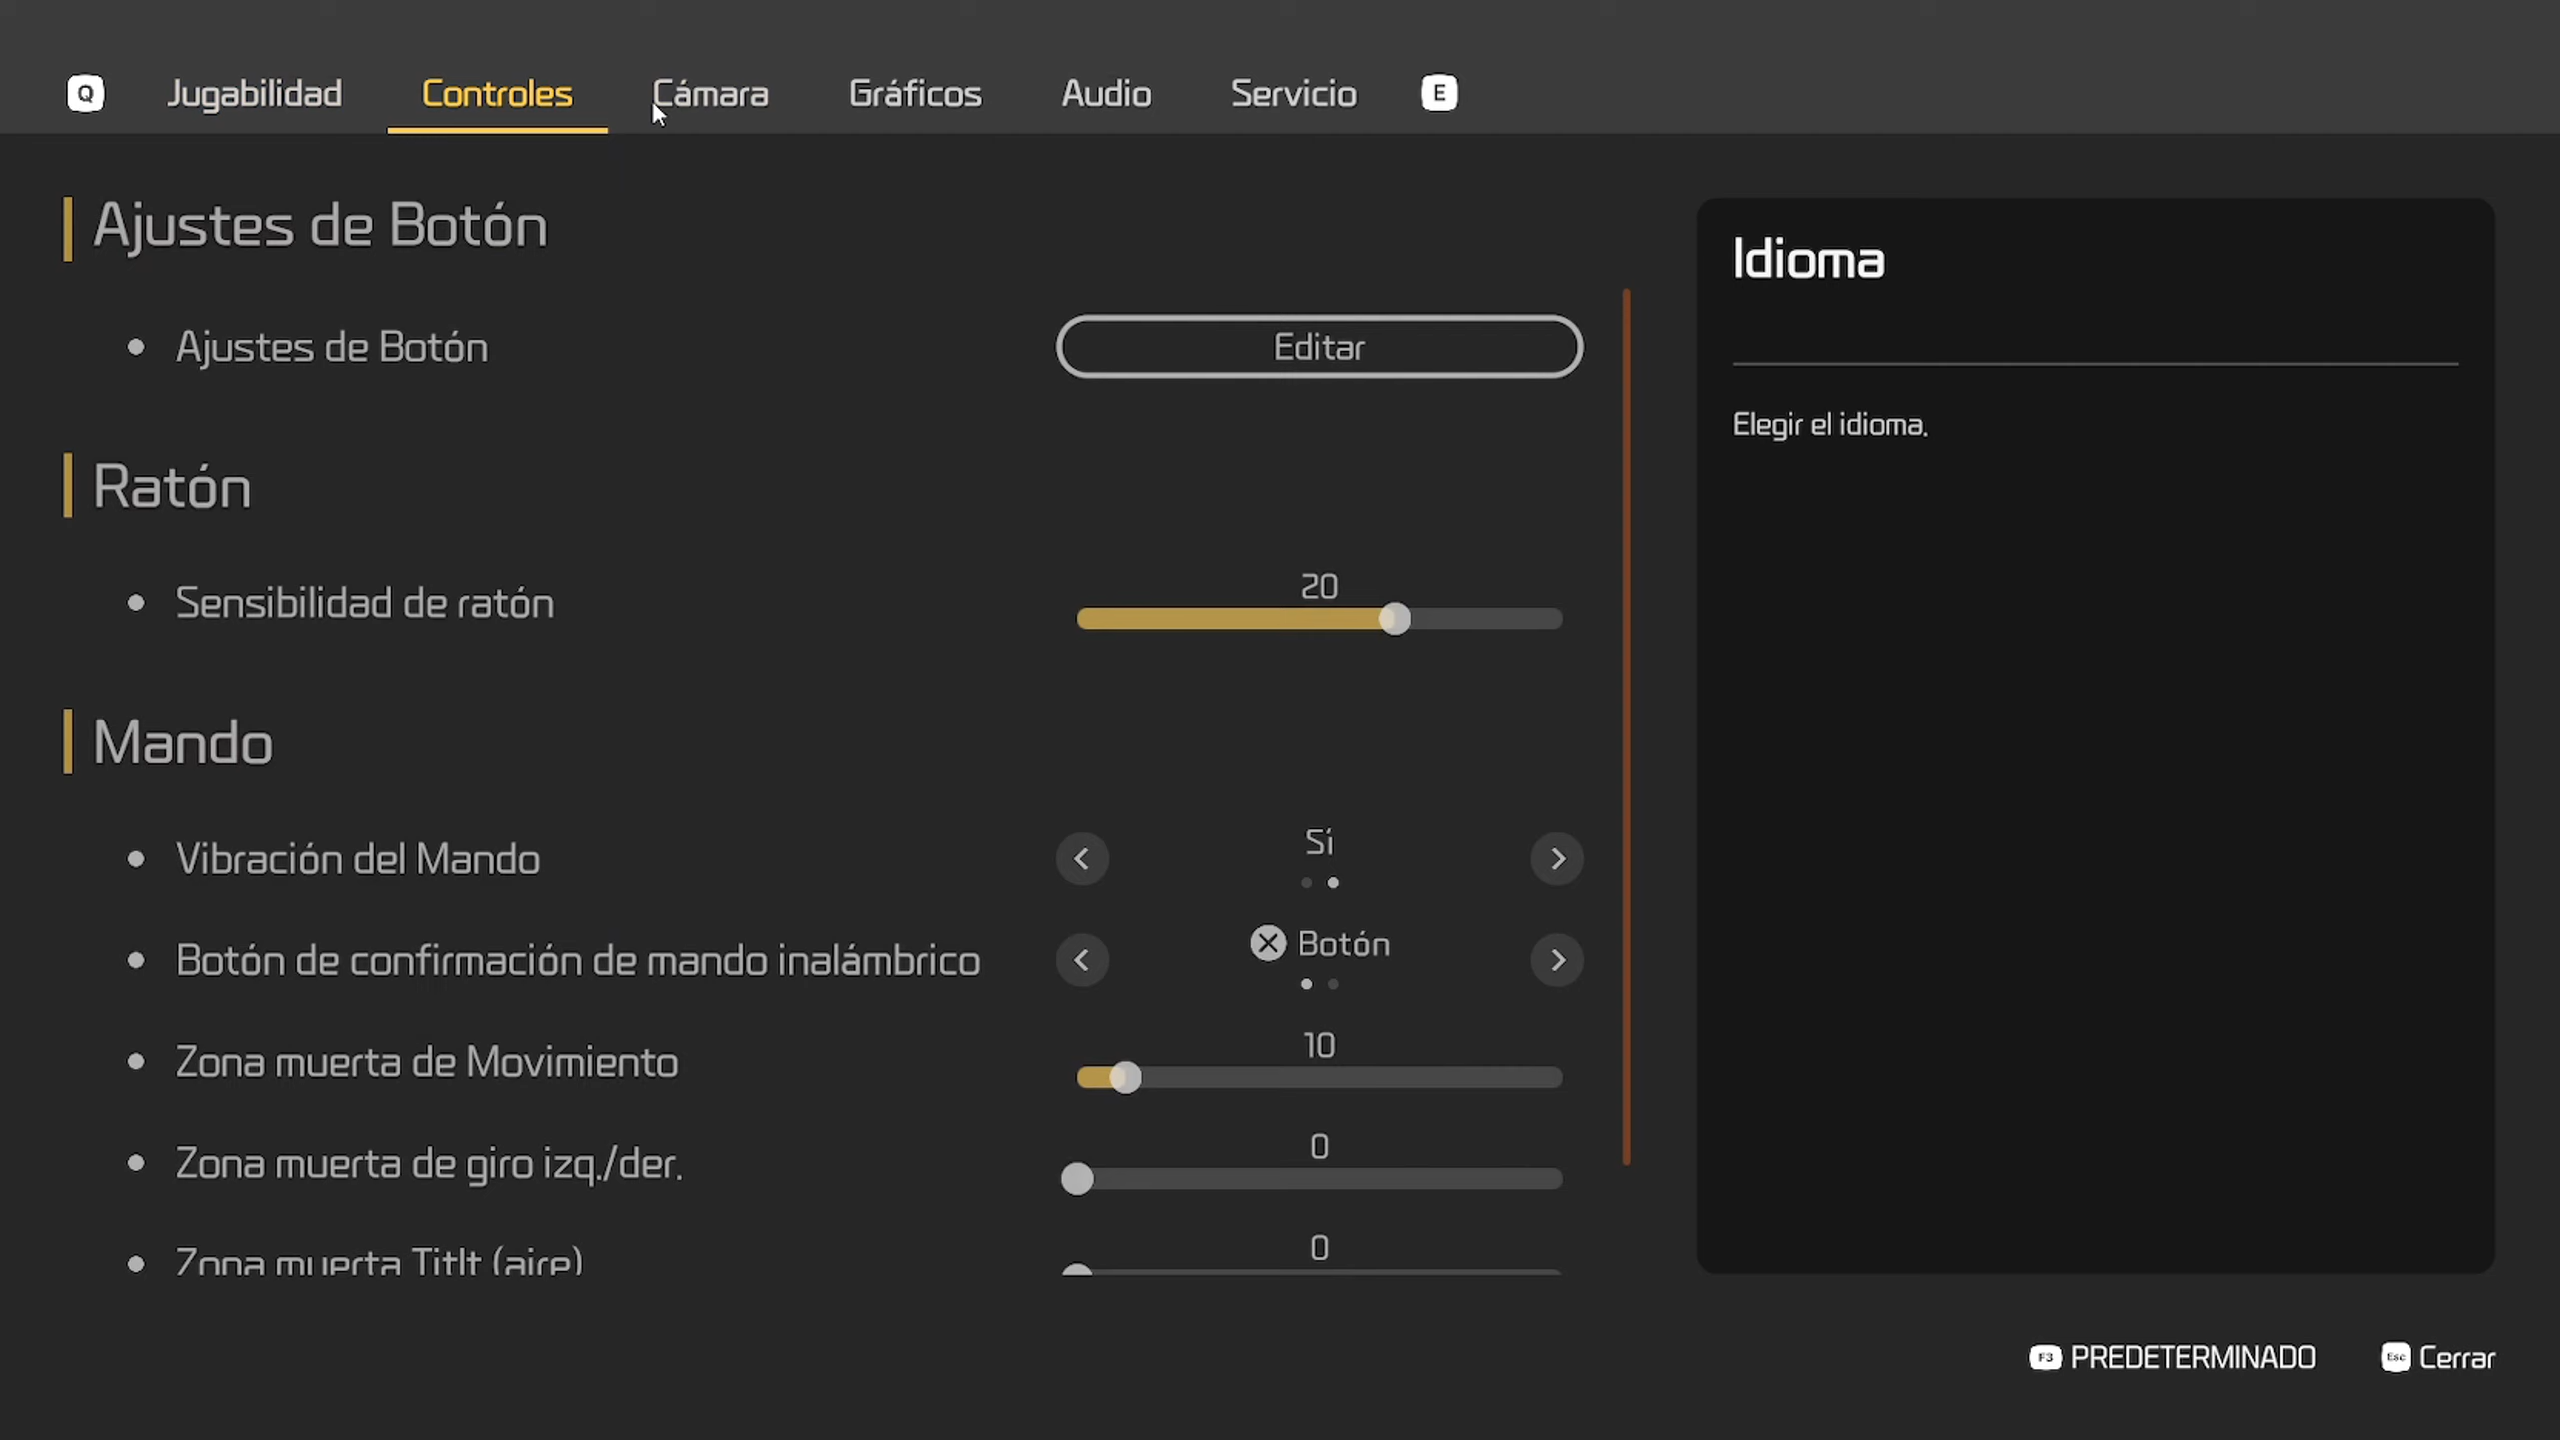 Q Jugabilidad Controles Cámara Gráficos Audio Servicio E
Ajustes de Botón
Ajustes de Botón Editar
Ratón
Sensibilidad de ratón 20
Mando
Vibración del Mando Sí
Botón de confirmación de mando inalámbrico Botón
Zona muerta de Movimiento 10
Zona muerta de giro izq./der. 0
Zona muerta Titlt (aire) 0
Idioma
Elegir el idioma.
F3 PREDETERMINADO Esc Cerrar